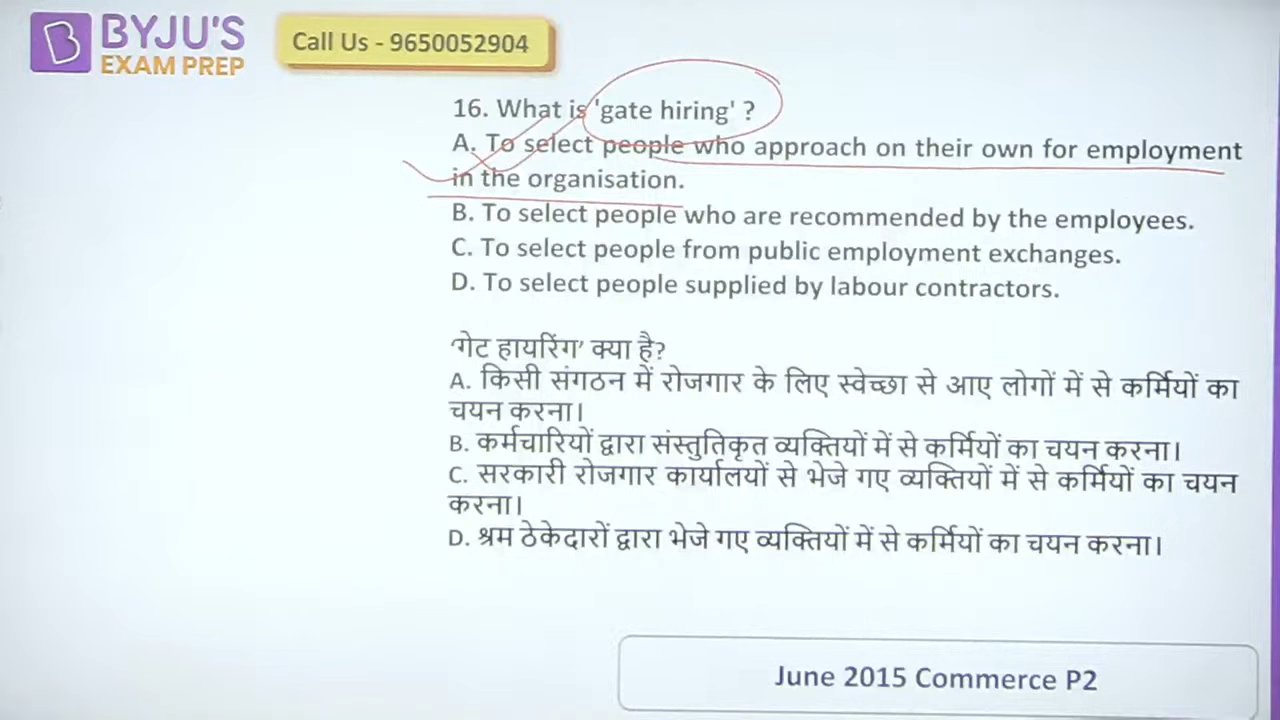 BYJU'S
EXAM PREP
Call Us - 9650052904
16. What is 'gate hiring' ?
A. To select people who approach on their own for employment
in the organisation.
B. To select people who are recommended by the employees.
C. To select people from public employment exchanges.
D. To select people supplied by labour contractors.
'गेट हायरिंग' क्या है?
A. किसी संगठन में रोजगार के लिए स्वेच्छा से आए लोगों में से कर्मियों का
चयन करना।
B. कर्मचारियों द्वारा संस्तुतिकृत व्यक्तियों में से कर्मियों का चयन करना।
C. सरकारी रोजगार कार्यालयों से भेजे गए व्यक्तियों में से कर्मियों का चयन
करना।
D. श्रम ठेकेदारों द्वारा भेजे गए व्यक्तियों में से कर्मियों का चयन करना।
June 2015 Commerce P2